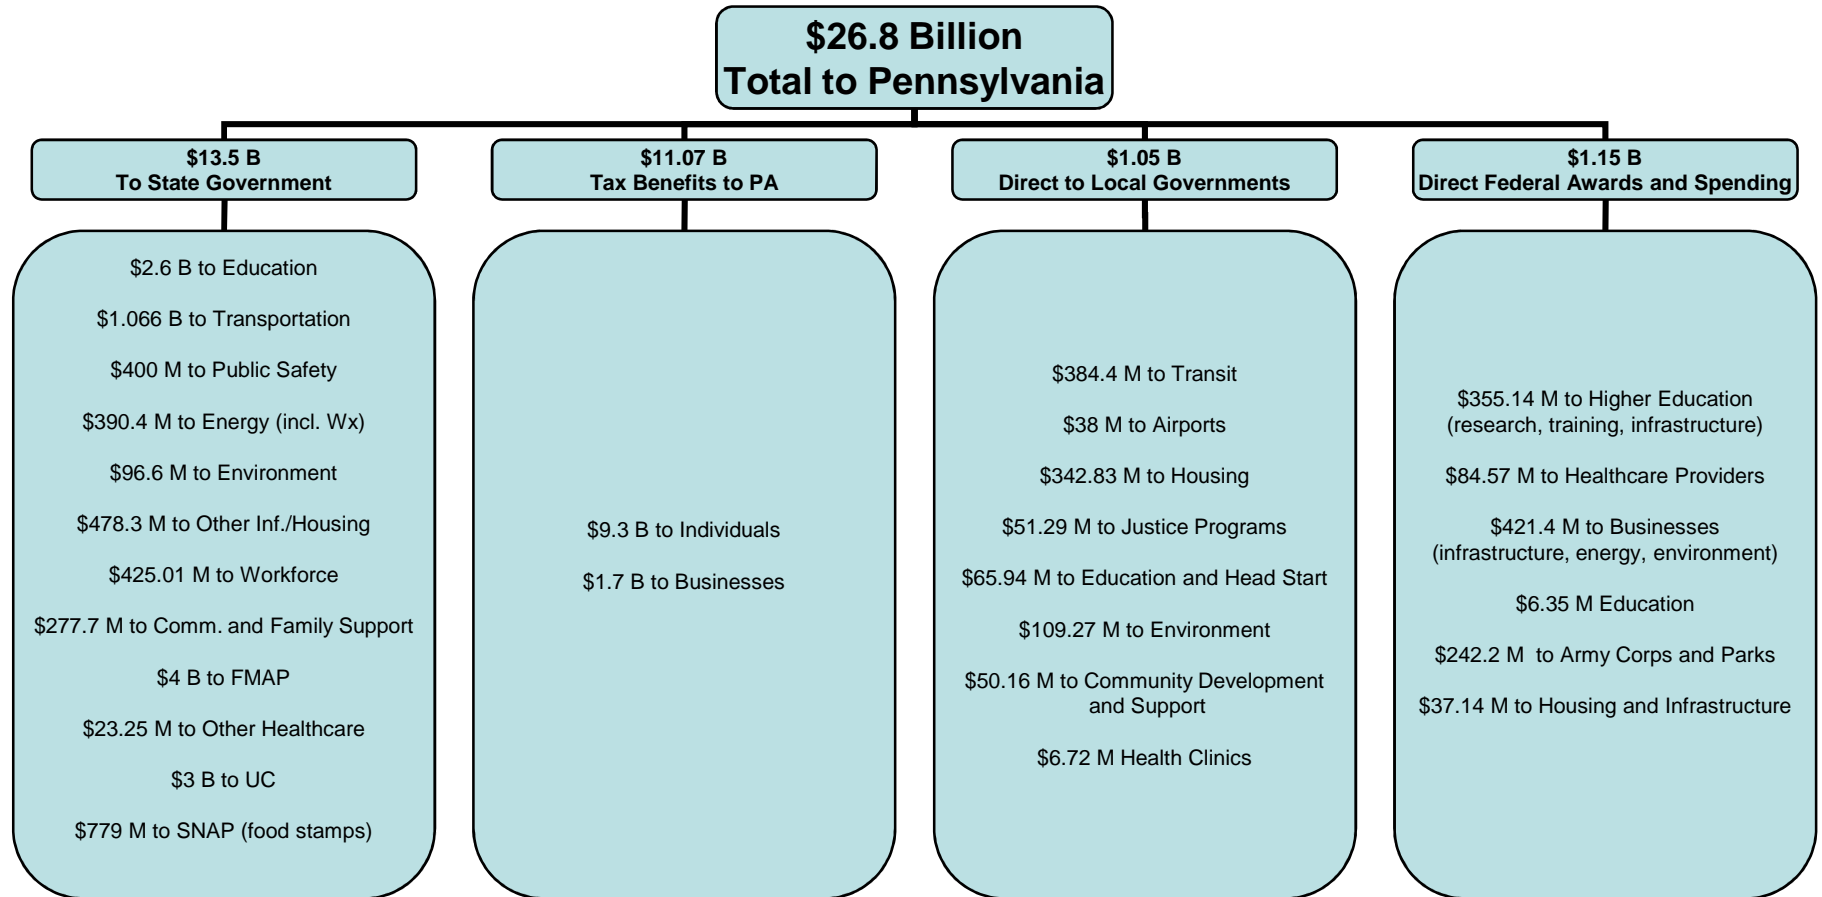 $26.8 Billion
Total to Pennsylvania
$13.5 B
To State Government
$2.6 B to Education
$1.066 B to Transportation
$400 M to Public Safety
$390.4 M to Energy (incl. Wx)
$96.6 M to Environment
$478.3 M to Other Inf./Housing
$425.01 M to Workforce
$277.7 M to Comm. and Family Support
$4 B to FMAP
$23.25 M to Other Healthcare
$3 B to UC
$779 M to SNAP (food stamps)
$11.07 B
Tax Benefits to PA
$9.3 B to Individuals
$1.7 B to Businesses
$1.05 B
Direct to Local Governments
$384.4 M to Transit
$38 M to Airports
$342.83 M to Housing
$51.29 M to Justice Programs
$65.94 M to Education and Head Start
$109.27 M to Environment
$50.16 M to Community Development
and Support
$6.72 M Health Clinics
$1.15 B
Direct Federal Awards and Spending
$355.14 M to Higher Education
(research, training, infrastructure)
$84.57 M to Healthcare Providers
$421.4 M to Businesses
(infrastructure, energy, environment)
$6.35 M Education
$242.2 M  to Army Corps and Parks
$37.14 M to Housing and Infrastructure